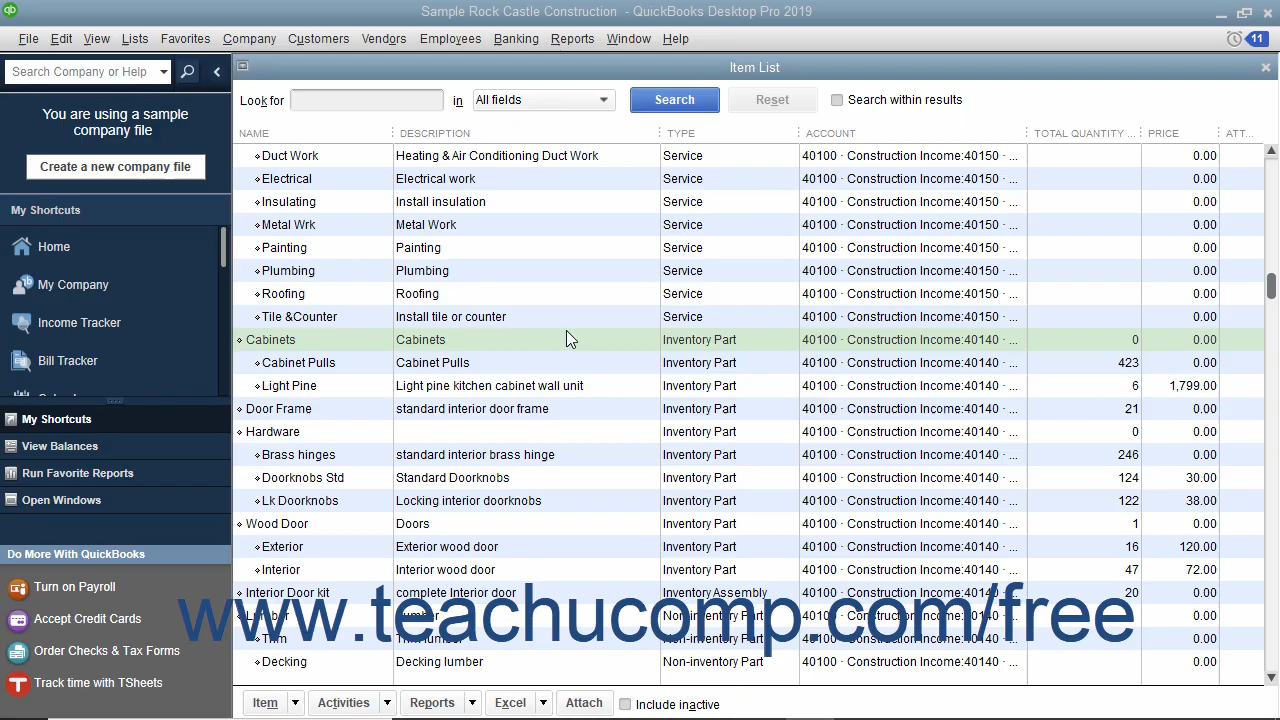 qb
Sample Rock Castle Construction - QuickBooks Desktop Pro 2019
File Edit View Lists Favorites Company Customers Vendors Employees Banking Reports Window Help
11
Search Company or Help
Item List
You are using a sample
company file
Create a new company file
My Shortcuts
Home
My Company
Income Tracker
Bill Tracker
My Shortcuts
View Balances
Run Favorite Reports
Open Windows
Do More With QuickBooks
Turn on Payroll
Accept Credit Cards
Order Checks & Tax Forms
Track time with TSheets
Look for in All fields Search Reset Search within results
NAME DESCRIPTION TYPE ACCOUNT TOTAL QUANTITY ... PRICE ATT...
Duct Work Heating & Air Conditioning Duct Work Service 40100 · Construction Income:40150 · ... 0.00
Electrical Electrical work Service 40100 · Construction Income:40150 · ... 0.00
Insulating Install insulation Service 40100 · Construction Income:40150 · ... 0.00
Metal Wrk Metal Work Service 40100 · Construction Income:40150 · ... 0.00
Painting Painting Service 40100 · Construction Income:40150 · ... 0.00
Plumbing Plumbing Service 40100 · Construction Income:40150 · ... 0.00
Roofing Roofing Service 40100 · Construction Income:40150 · ... 0.00
Tile &Counter Install tile or counter Service 40100 · Construction Income:40150 · ... 0.00
Cabinets Cabinets Inventory Part 40100 · Construction Income:40140 · ... 0 0.00
Cabinet Pulls Cabinet Pulls Inventory Part 40100 · Construction Income:40140 · ... 423 0.00
Light Pine Light pine kitchen cabinet wall unit Inventory Part 40100 · Construction Income:40140 · ... 6 1,799.00
Door Frame standard interior door frame Inventory Part 40100 · Construction Income:40140 · ... 21 0.00
Hardware Inventory Part 40100 · Construction Income:40140 · ... 0 0.00
Brass hinges standard interior brass hinge Inventory Part 40100 · Construction Income:40140 · ... 246 0.00
Doorknobs Std Standard Doorknobs Inventory Part 40100 · Construction Income:40140 · ... 124 30.00
Lk Doorknobs Locking interior doorknobs Inventory Part 40100 · Construction Income:40140 · ... 122 38.00
Wood Door Doors Inventory Part 40100 · Construction Income:40140 · ... 1 0.00
Exterior Exterior wood door Inventory Part 40100 · Construction Income:40140 · ... 16 120.00
Interior Interior wood door Inventory Part 40100 · Construction Income:40140 · ... 47 72.00
Interior Door kit complete Interior door Inventory Assembly 40100 · Construction Income:40140 · ... 20 0.00
Non-inventory Part 40100 · Construction Income:40140 · ... 0.00
Non-inventory Part 40100 · Construction Income:40140 · ... 0.00
Decking Decking lumber Non-inventory Part 40100 · Construction Income:40140 · ... 0.00
www.teachucomp.com/free
Item Activities Reports Excel Attach Include inactive